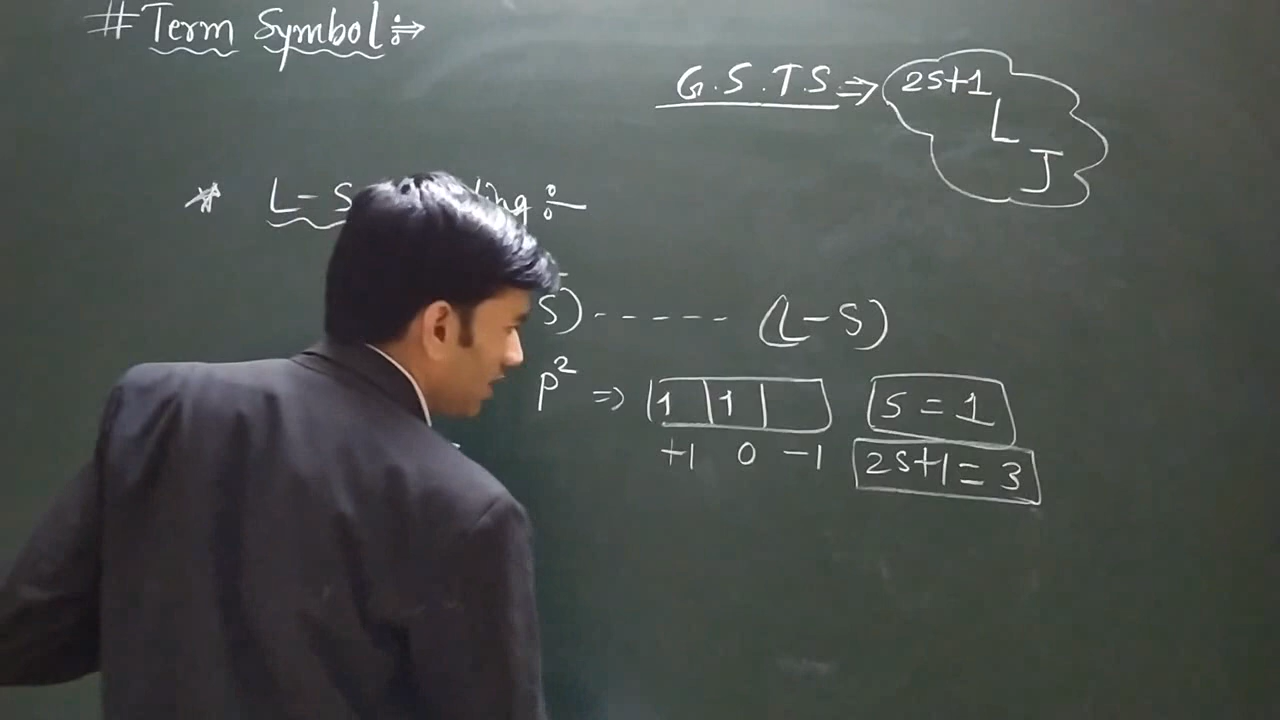 # Term Symbol :⇒
G.S.T.S. ⇒ 2S+1
L
J
* L-S
:-
S) ------ (L-S)
p² ⇒ 1 1 S = 1
+1 0 -1 2S+1 = 3